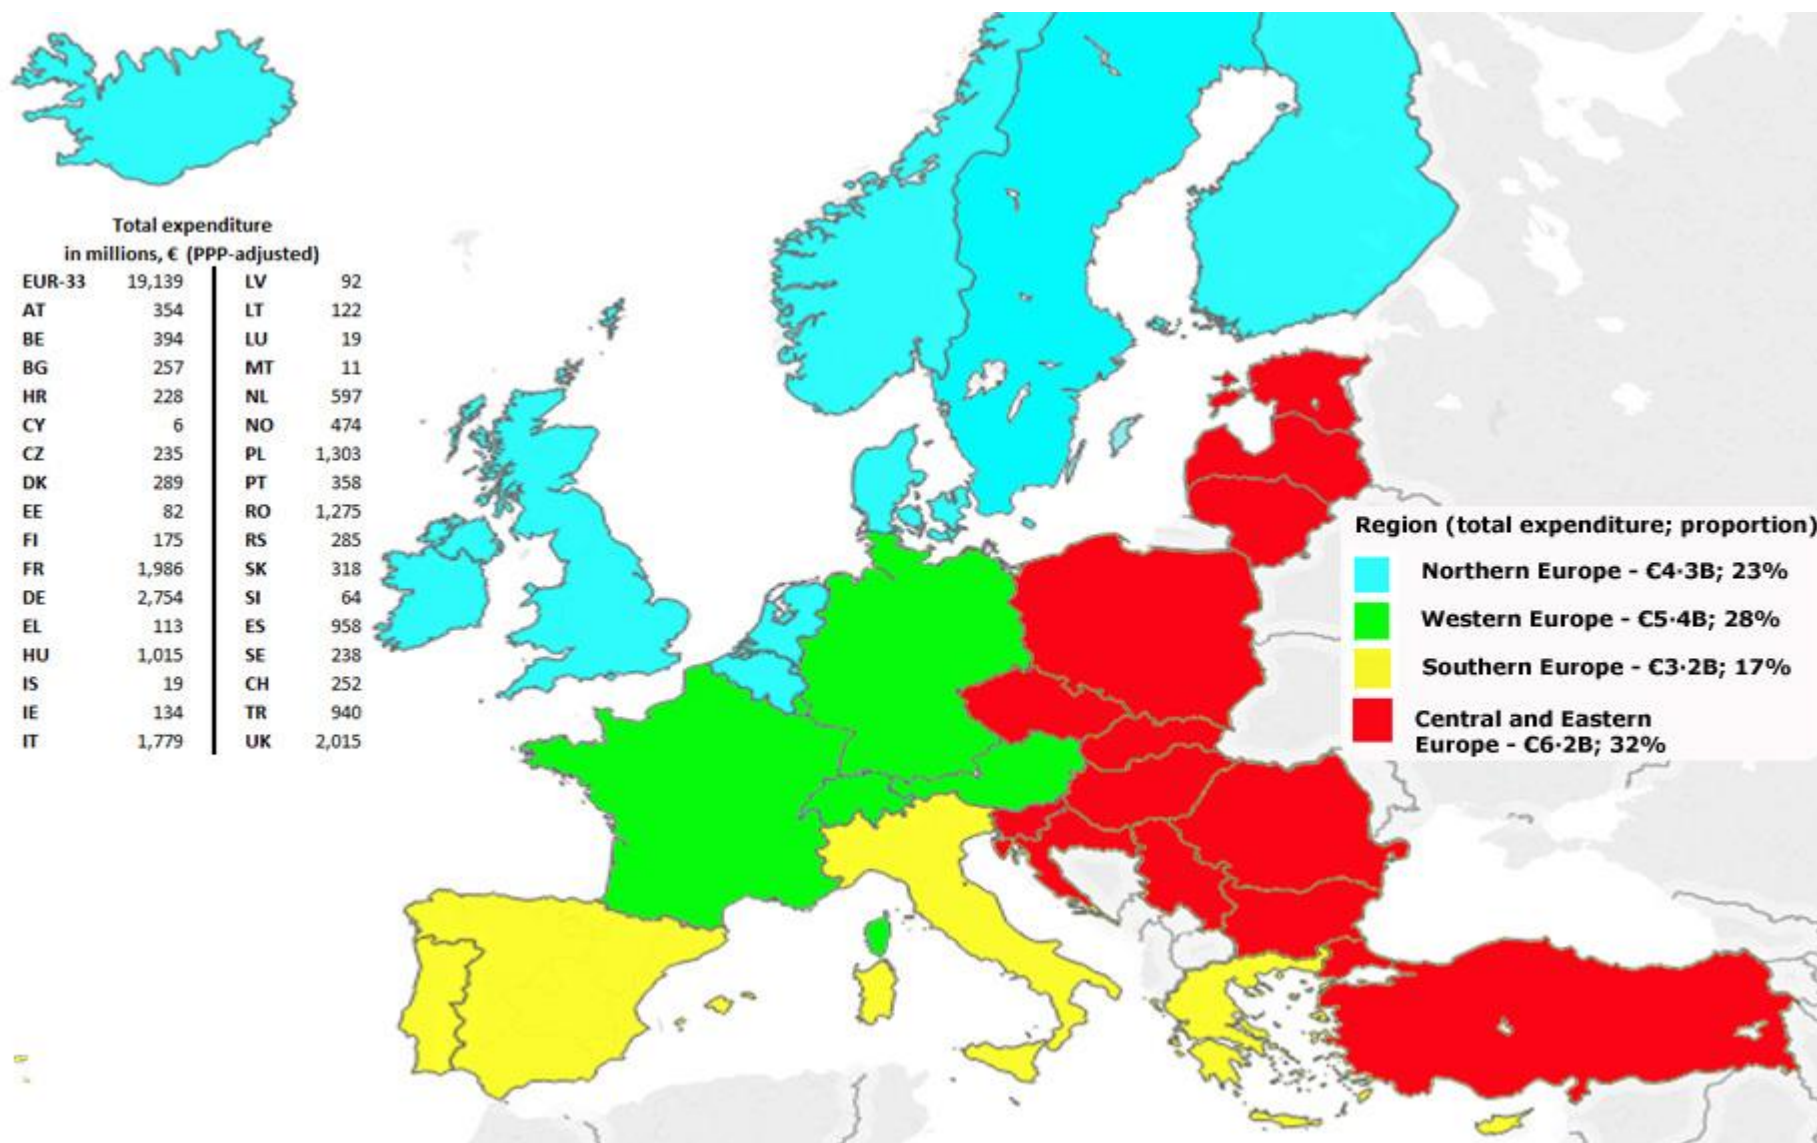 Total expenditure
in millions, € (PPP-adjusted)
EUR-33 19,139 LV 92
AT 354 LT 122
BE 394 LU 19
BG 257 MT 11
HR 228 NL 597
CY 6 NO 474
CZ 235 PL 1,303
DK 289 PT 358
EE 82 RO 1,275
FI 175 RS 285
FR 1,986 SK 318
DE 2,754 SI 64
EL 113 ES 958
HU 1,015 SE 238
IS 19 CH 252
IE 134 TR 940
IT 1,779 UK 2,015
Region (total expenditure; proportion)
Northern Europe - €4·3B; 23%
Western Europe - €5·4B; 28%
Southern Europe - €3·2B; 17%
Central and Eastern
Europe - €6·2B; 32%